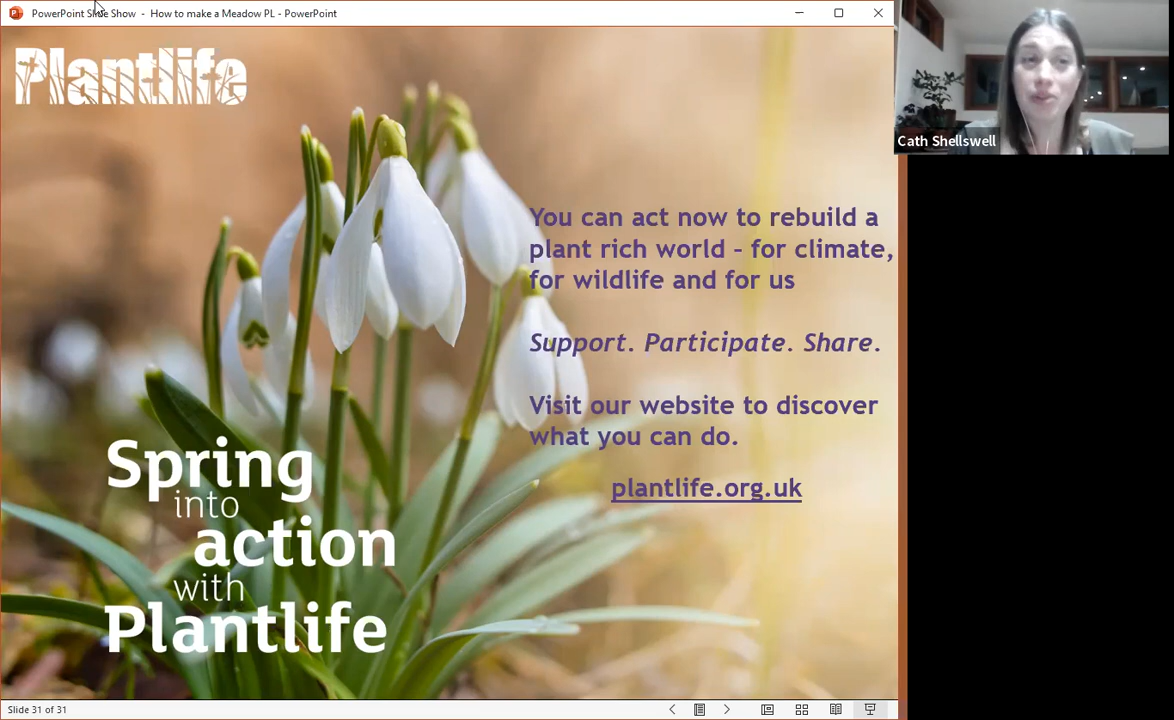 PowerPoint Slide Show - How to make a Meadow PL - PowerPoint
Plantlife
Cath Shellswell
You can act now to rebuild a
plant rich world – for climate,
for wildlife and for us
Support. Participate. Share.
Visit our website to discover
what you can do.
plantlife.org.uk
Spring
into
action
with
Plantlife
Slide 31 of 31